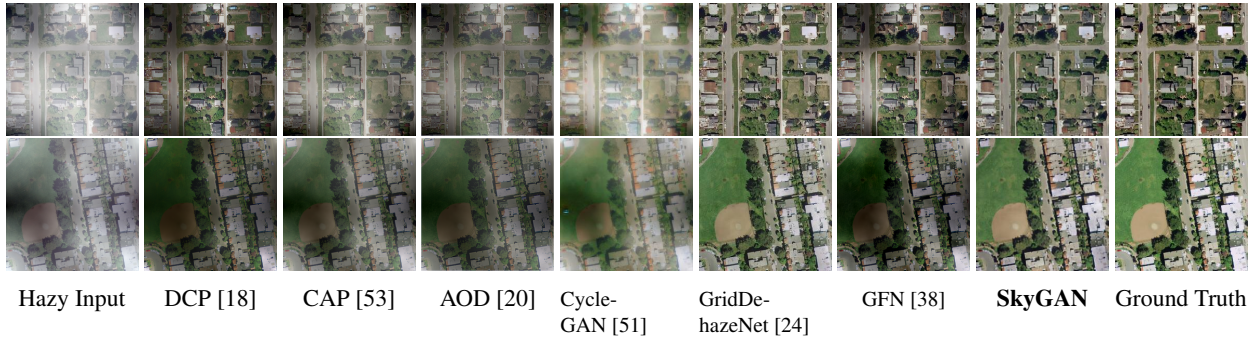 Hazy Input DCP [18] CAP [53] AOD [20] Cycle- GridDe- GFN [38] SkyGAN Ground Truth
GAN [51] hazeNet [24]